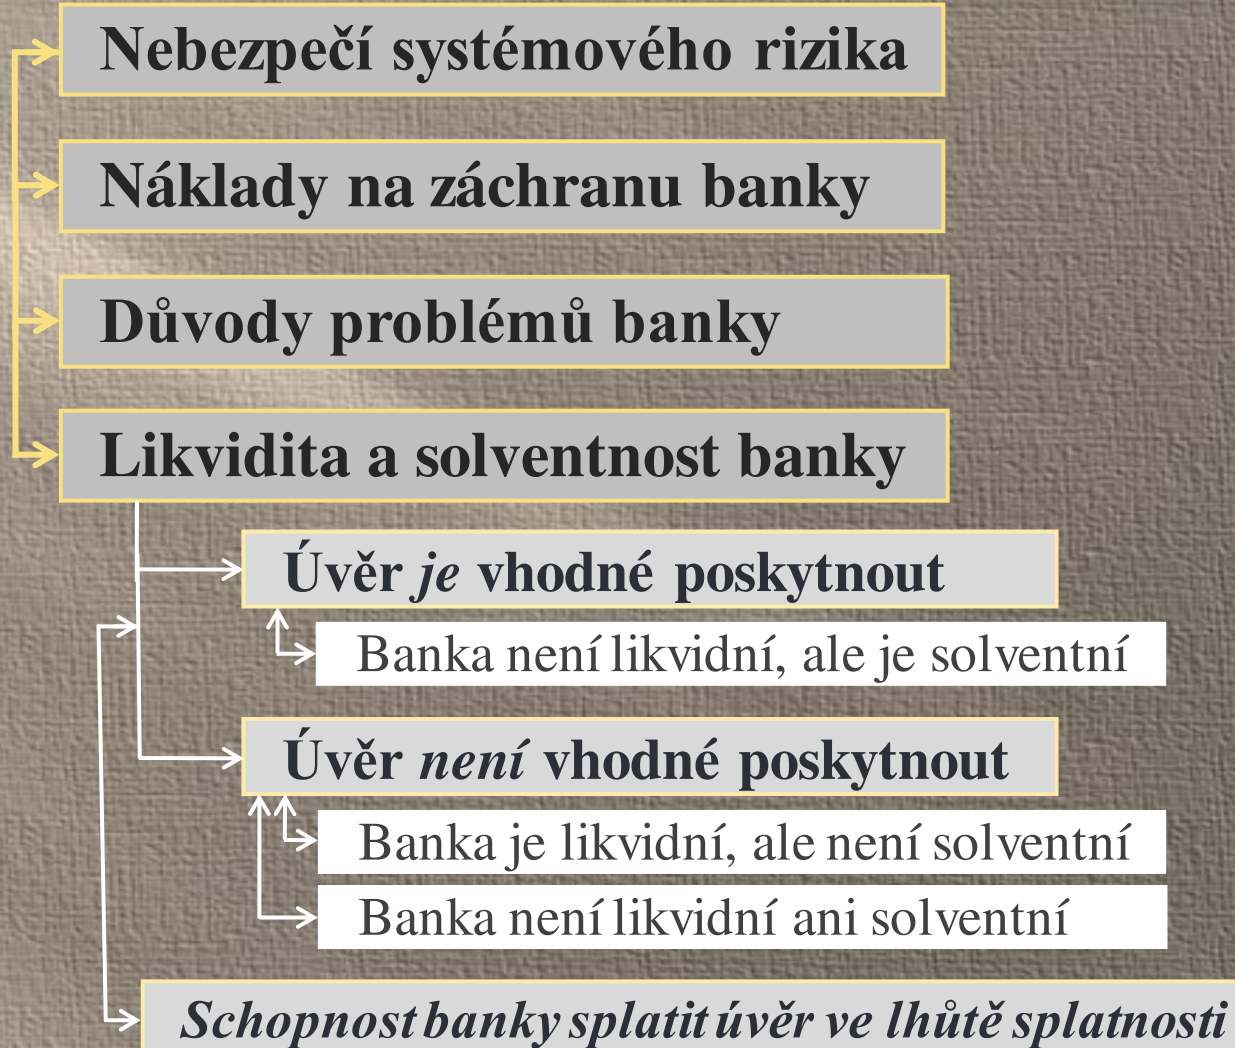 Nebezpečí systémového rizika
Náklady na záchranu banky
Důvody problémů banky
Likvidita a solventnost banky
Úvěr je vhodné poskytnout
Banka není likvidní, ale je solventní
Úvěr není vhodné poskytnout
Banka je likvidní, ale není solventní
Banka není likvidní ani solventní
Schopnost banky splatit úvěr ve lhůtě splatnosti